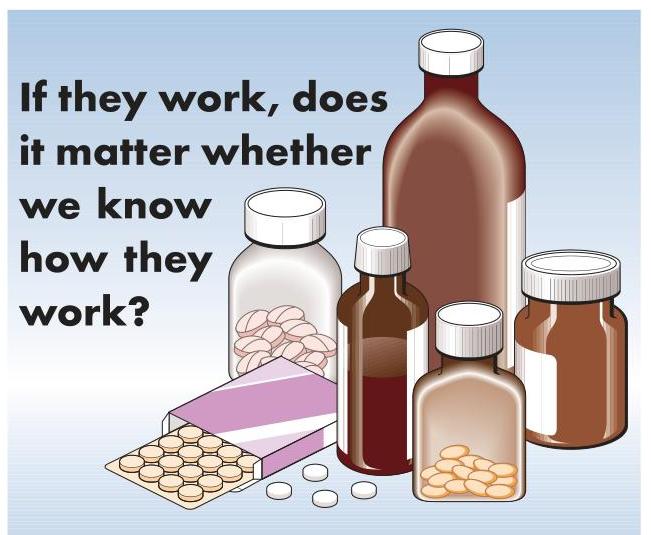 If they work, does
it matter whether
we know
how they
work?